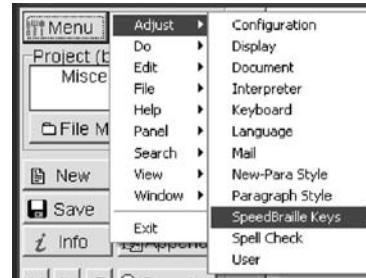 Menu
Project (b
Misce
File M
New
Save
Info
Adjust
Do
Edit
File
Help
Panel
Search
View
Window
Exit
Configuration
Display
Document
Interpreter
Keyboard
Language
Mail
New-Para Style
Paragraph Style
SpeedBraille Keys
Spell Check
User